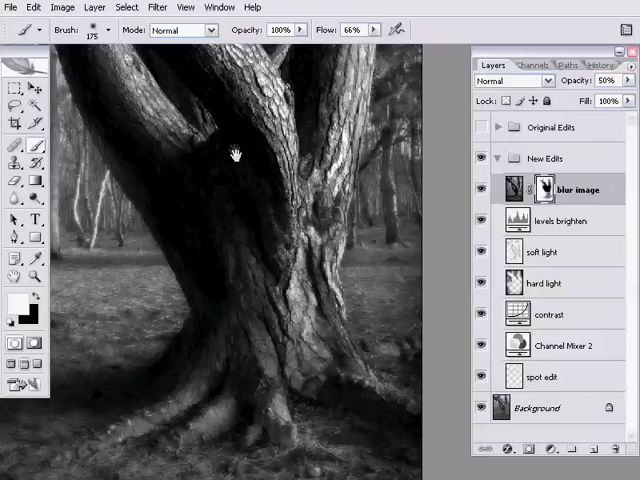 File Edit Image Layer Select Filter View Window Help
Brush: 175 Mode: Normal Opacity: 100% Flow: 66%
Layers Channels Paths History
Normal Opacity: 50%
Lock: Fill: 100%
Original Edits
New Edits
blur image
levels brighten
soft light
hard light
contrast
Channel Mixer 2
spot edit
Background
T